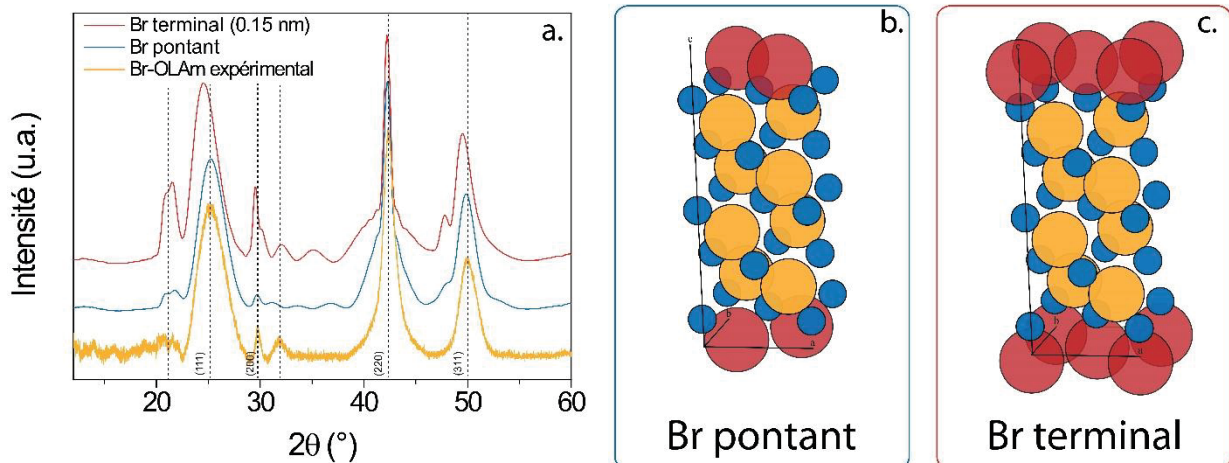 Br terminal (0.15 nm)
Br pontant
Br-OLAm expérimental
a.
Intensité (u.a.)
(111)
(200)
(220)
(311)
20
30
40
50
60
2θ (°)
b.
c
b
a
Br pontant
c.
c
b
a
Br terminal